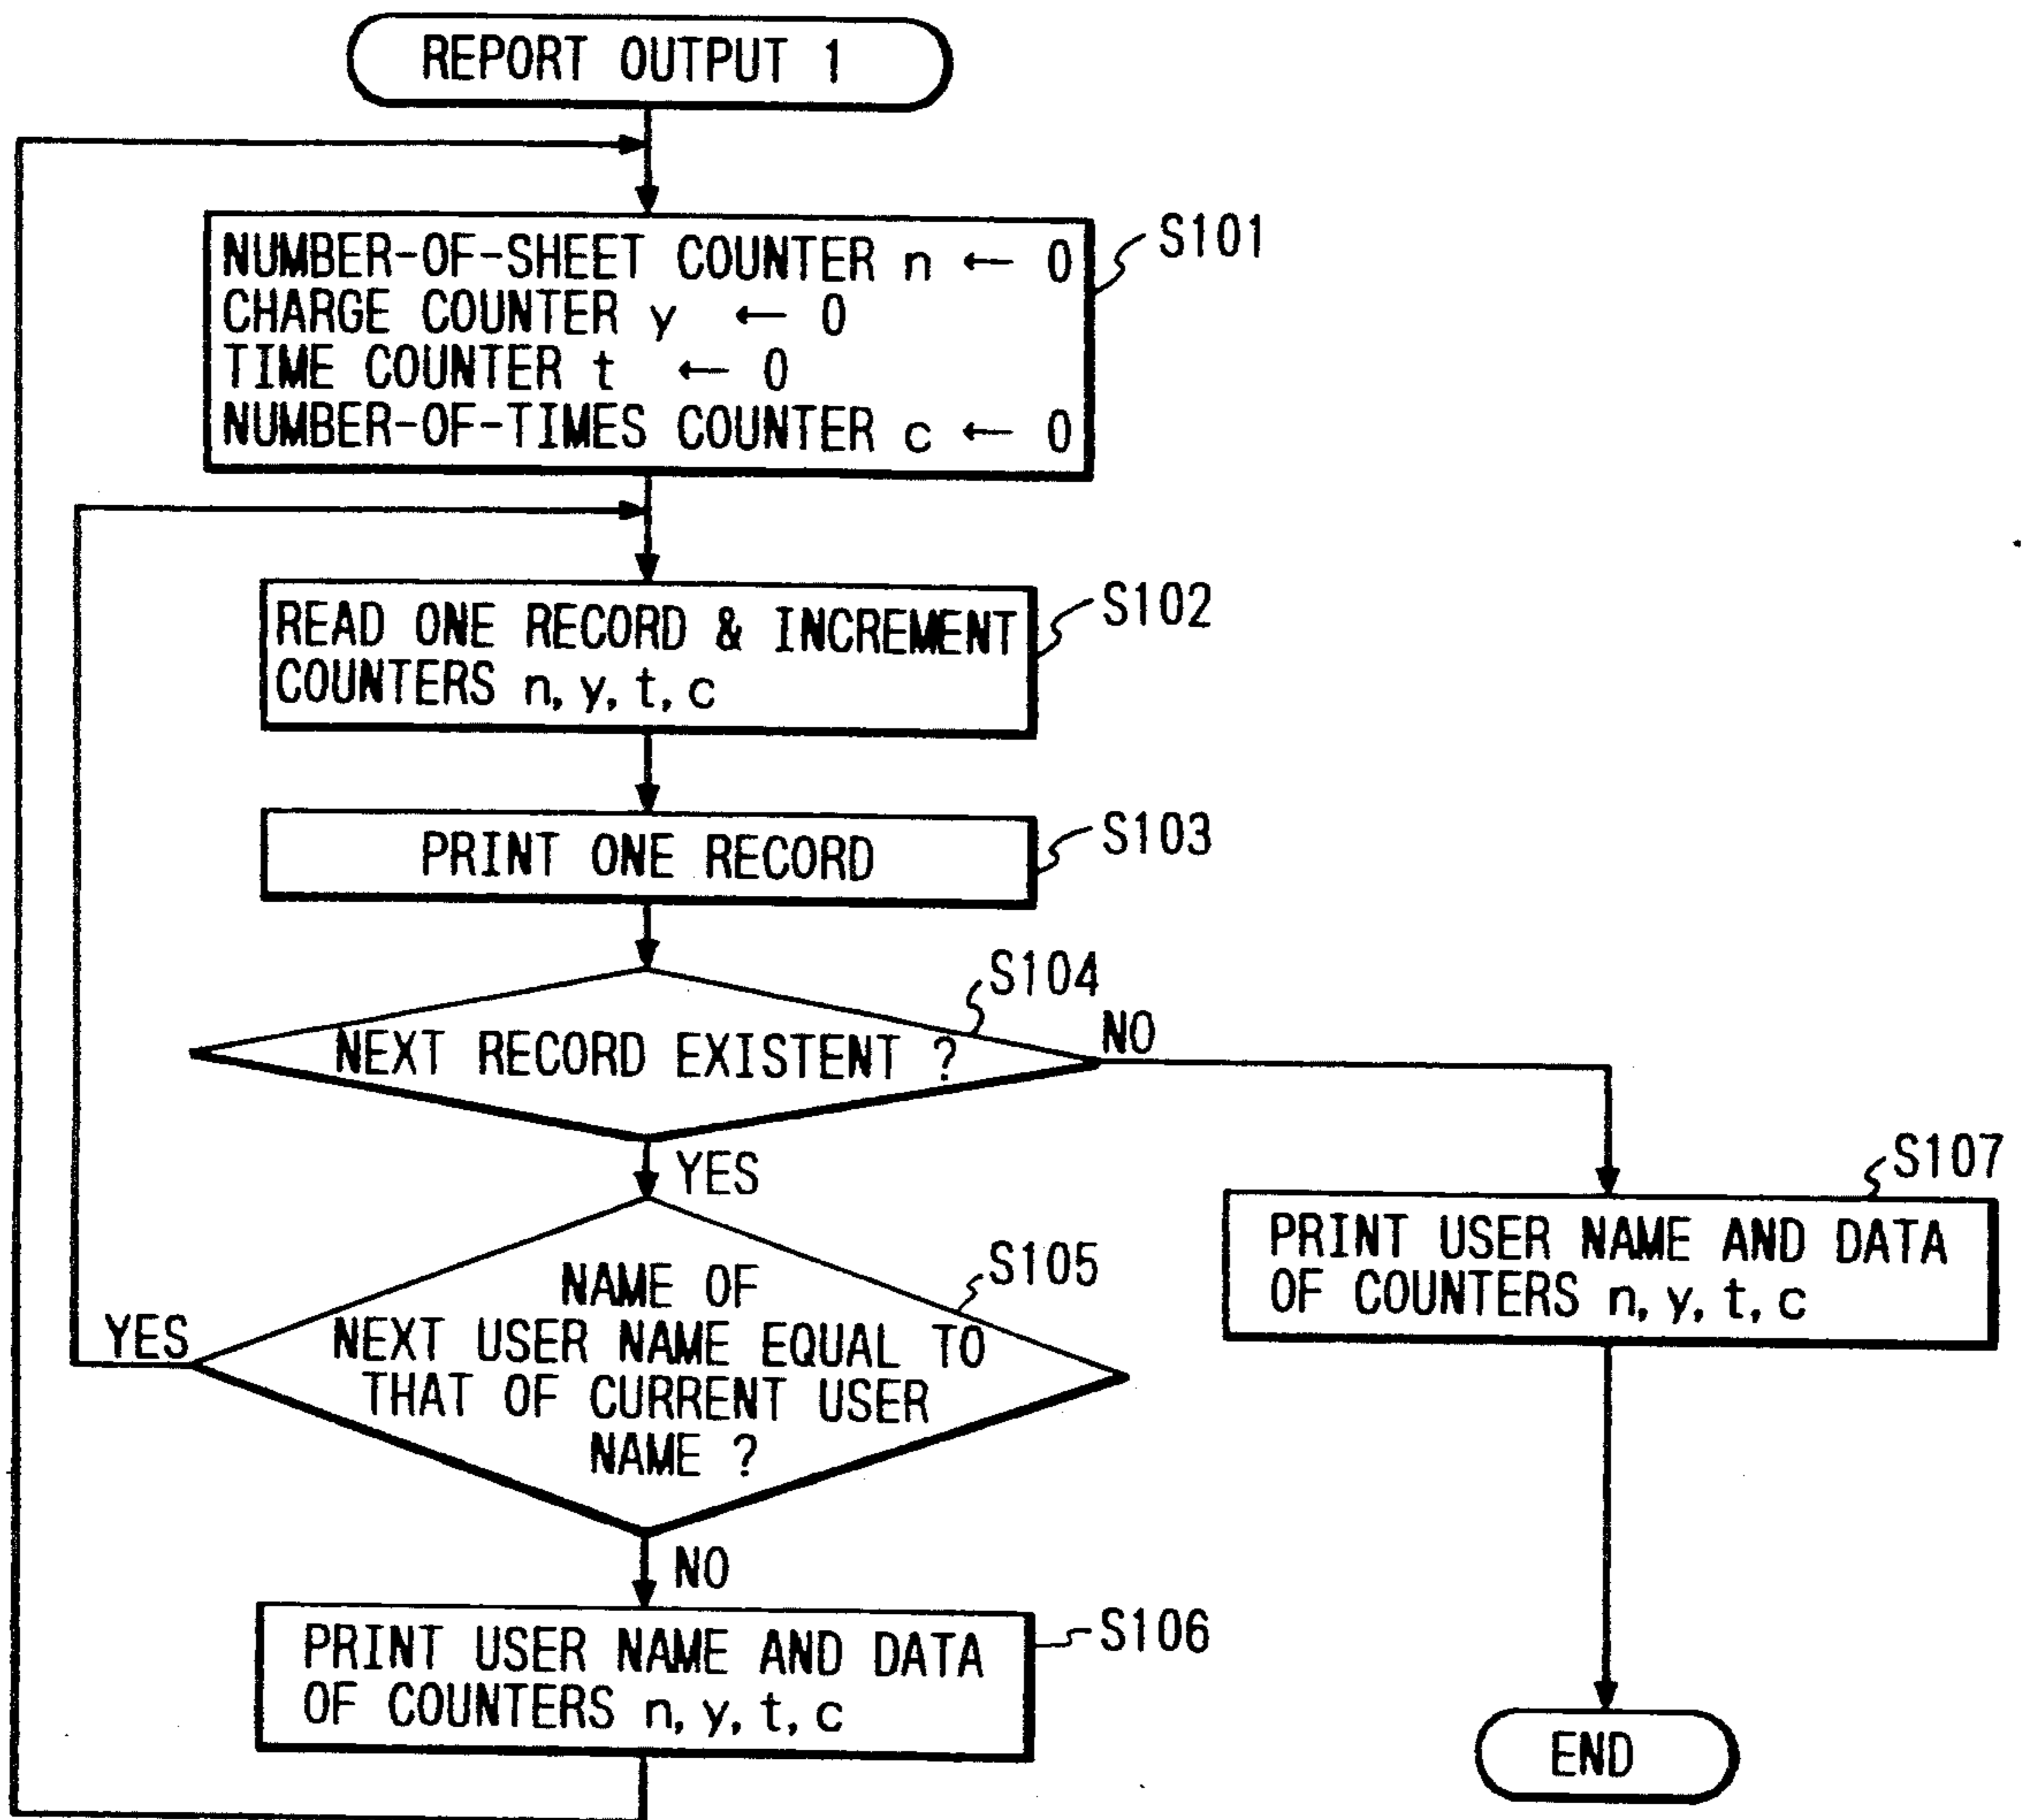 REPORT OUTPUT 1
NUMBER-OF-SHEET COUNTER n ← 0
CHARGE COUNTER y ← 0
TIME COUNTER t ← 0
NUMBER-OF-TIMES COUNTER c ← 0
S101
READ ONE RECORD & INCREMENT
COUNTERS n, y, t, c
S102
PRINT ONE RECORD
S103
NEXT RECORD EXISTENT ?
S104
NO
YES
NAME OF
NEXT USER NAME EQUAL TO
THAT OF CURRENT USER
NAME ?
S105
YES
NO
PRINT USER NAME AND DATA
OF COUNTERS n, y, t, c
S106
PRINT USER NAME AND DATA
OF COUNTERS n, y, t, c
S107
END